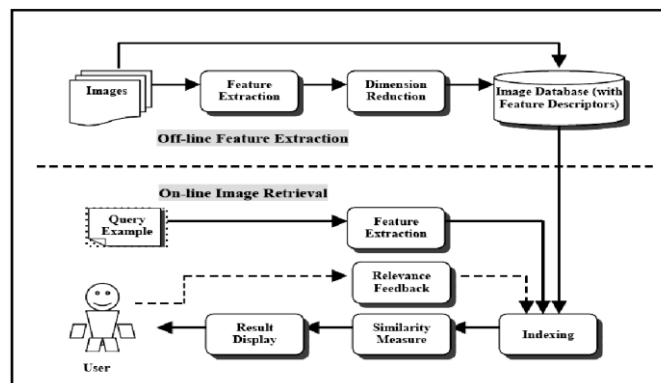 Images
Feature
Extraction
Dimension
Reduction
Image Database (with
Feature Descriptors)
Off-line Feature Extraction
On-line Image Retrieval
Query
Example
Feature
Extraction
Relevance
Feedback
User
Result
Display
Similarity
Measure
Indexing